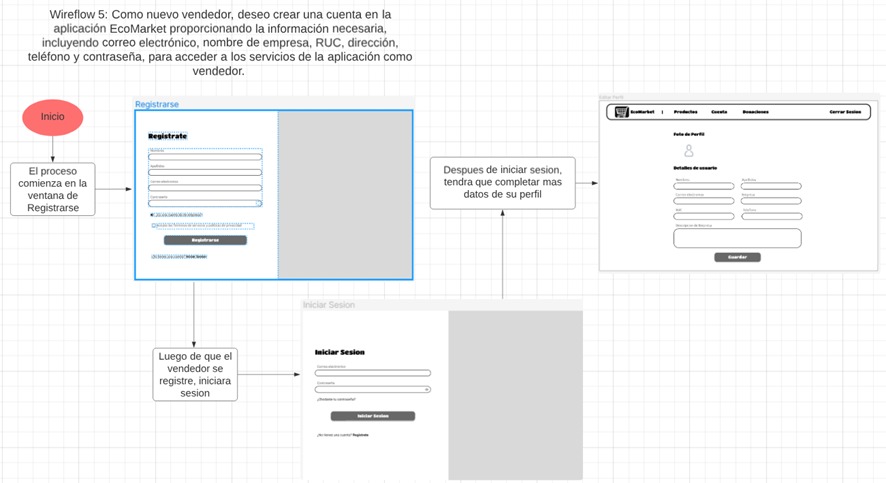 Wireflow 5: Como nuevo vendedor, deseo crear una cuenta en la
aplicación EcoMarket proporcionando la información necesaria,
incluyendo correo electrónico, nombre de empresa, RUC, dirección,
teléfono y contraseña, para acceder a los servicios de la aplicación como
vendedor.
Inicio
El proceso
comienza en la
ventana de
Registrarse
Registrarse
Registrate
Nombres
Apellidos
Correo electronico
Contraseña
Registrarse
Luego de que el
vendedor se
registre, iniciara
sesion
Iniciar Sesion
Iniciar Sesion
Correo electronico
Contraseña
¿Olvidaste tu contraseña?
Iniciar Sesion
¿No tienes una cuenta? Registrate
Despues de iniciar sesion,
tendra que completar mas
datos de su perfil
Editar Perfil
EcoMarket | Productos Cuenta Donaciones Cerrar Sesion
Foto de Perfil
Detalles de usuario
Nombres Apellidos
Correo electronico Empresa
RUC Telefono
Descripcion de Empresa
Guardar